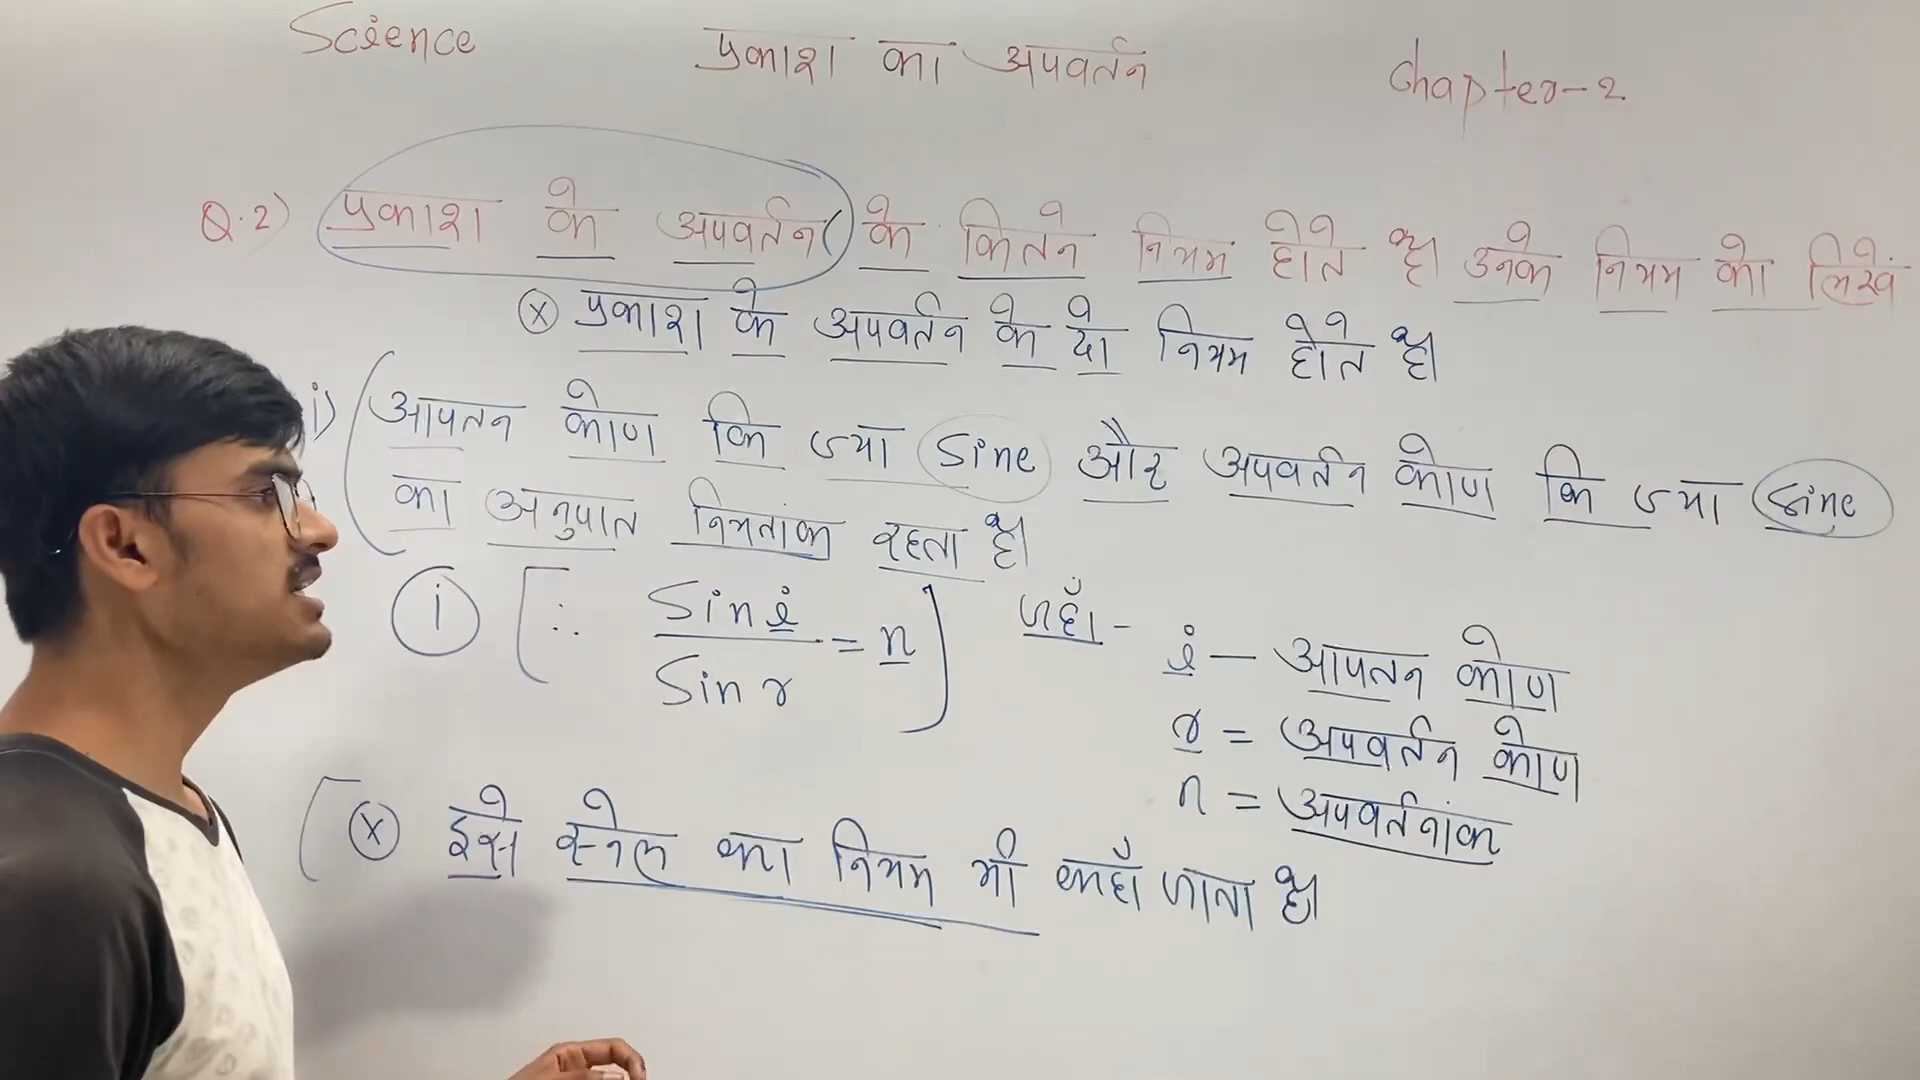 Science प्रकाश का अपवर्तन Chapter-2
Q.2) प्रकाश के अपवर्तन के कितने नियम होते है। उनके नियम को लिखे.
ⓧ प्रकाश के अपवर्तन के दो नियम होते है।
i) आपतन कोण कि ज्या sine और अपवर्तन कोण कि ज्या sine
का अनुपात नियतांक रहता है।
ⓘ [∴ Sin i / Sin r = n] जहाँ -
i — आपतन कोण
r = अपवर्तन कोण
n = अपवर्तनांक
ⓧ इसे स्नेल का नियम भी कहाँ जाता है।